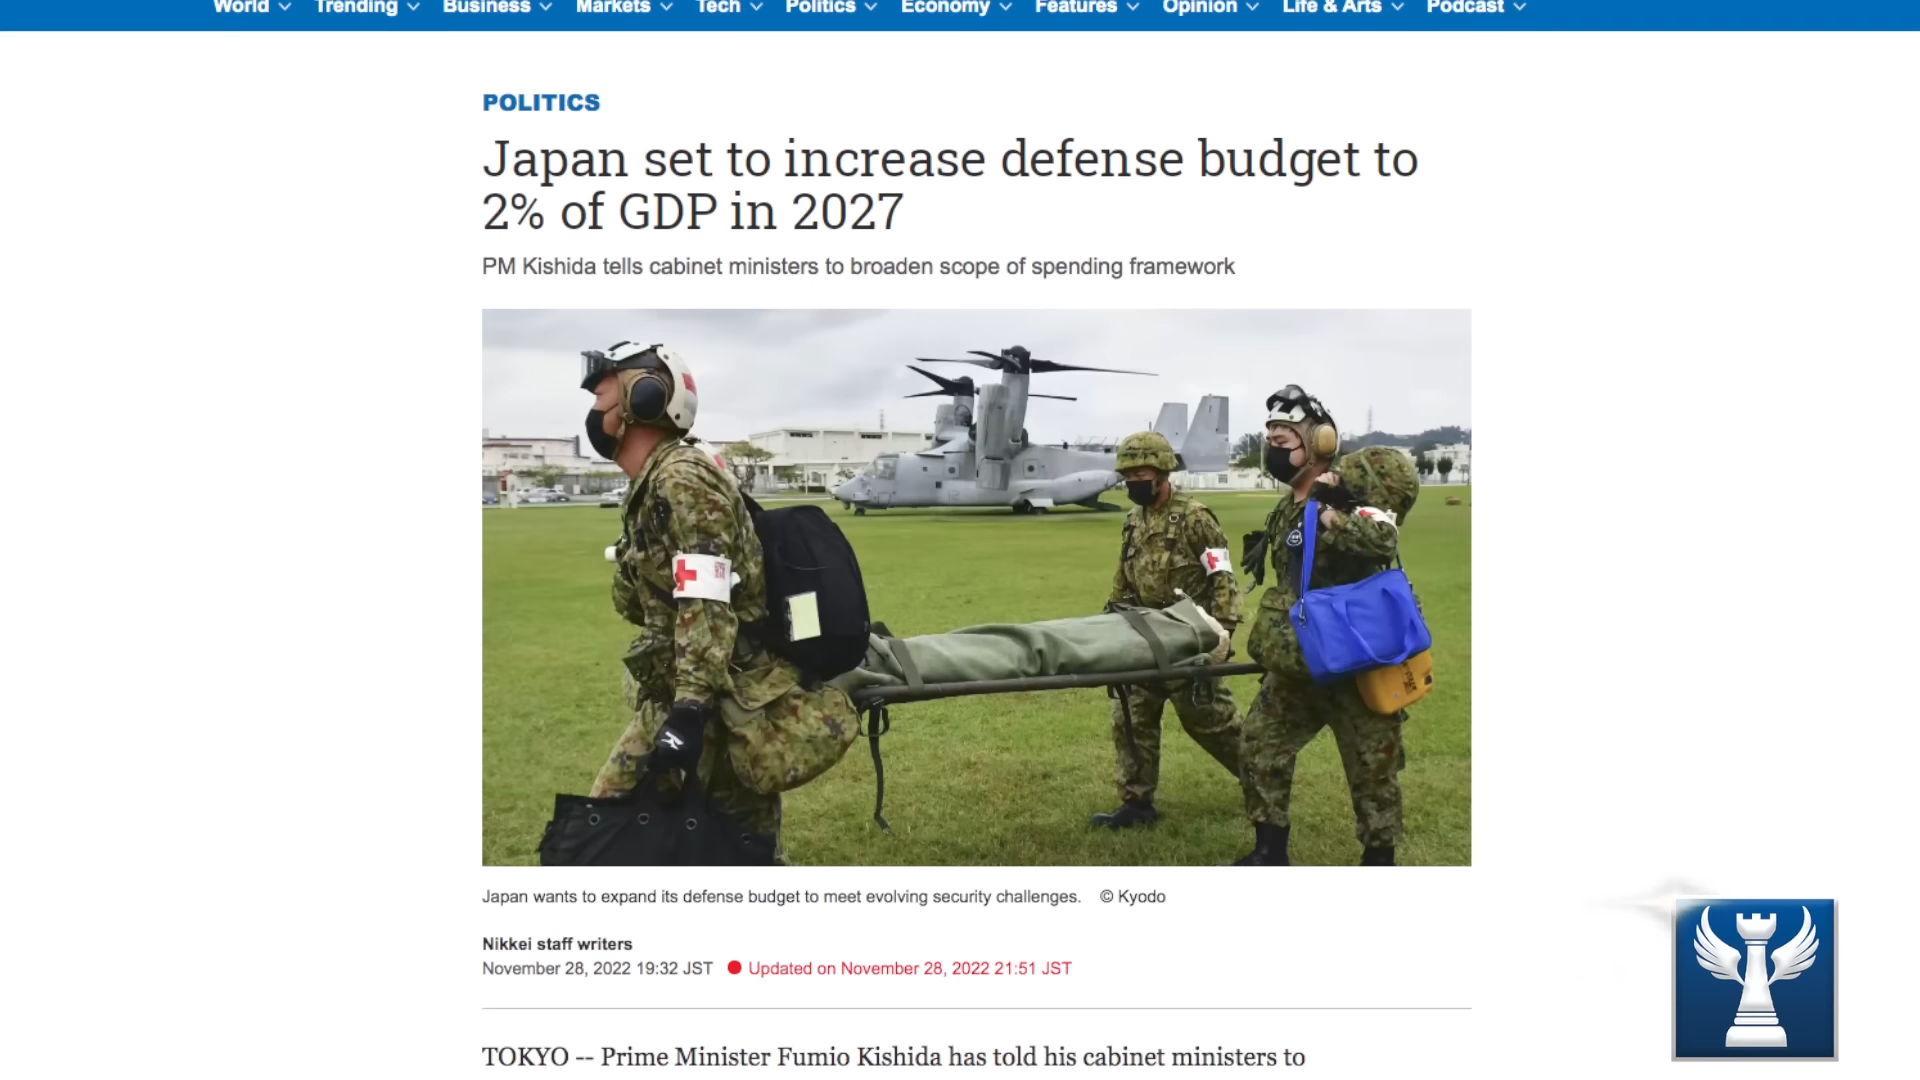 World Trending Business Markets Tech Politics Economy Features Opinion Life & Arts Podcast
POLITICS
Japan set to increase defense budget to
2% of GDP in 2027
PM Kishida tells cabinet ministers to broaden scope of spending framework
12
Japan wants to expand its defense budget to meet evolving security challenges. © Kyodo
Nikkei staff writers
November 28, 2022 19:32 JST Updated on November 28, 2022 21:51 JST
TOKYO -- Prime Minister Fumio Kishida has told his cabinet ministers to